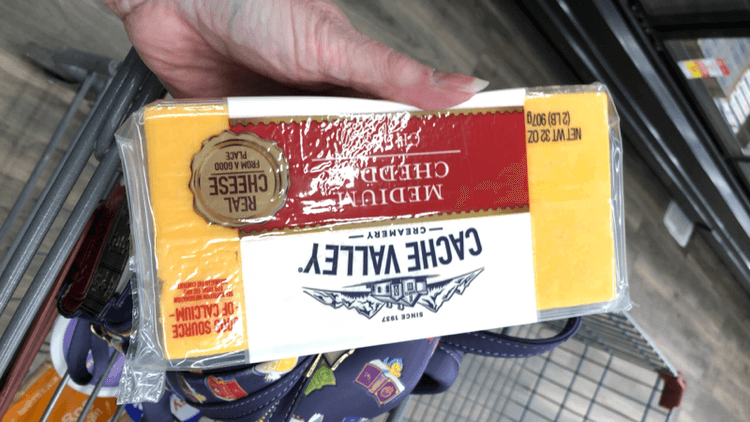 SINCE 1937
CACHE VALLEY®
— CREAMERY —
MEDIUM
CHEDDAR
REAL
CHEESE
FROM A GOOD
PLACE
SOURCE
OF CALCIUM
NET WT 32 OZ
(2 LB) 907g